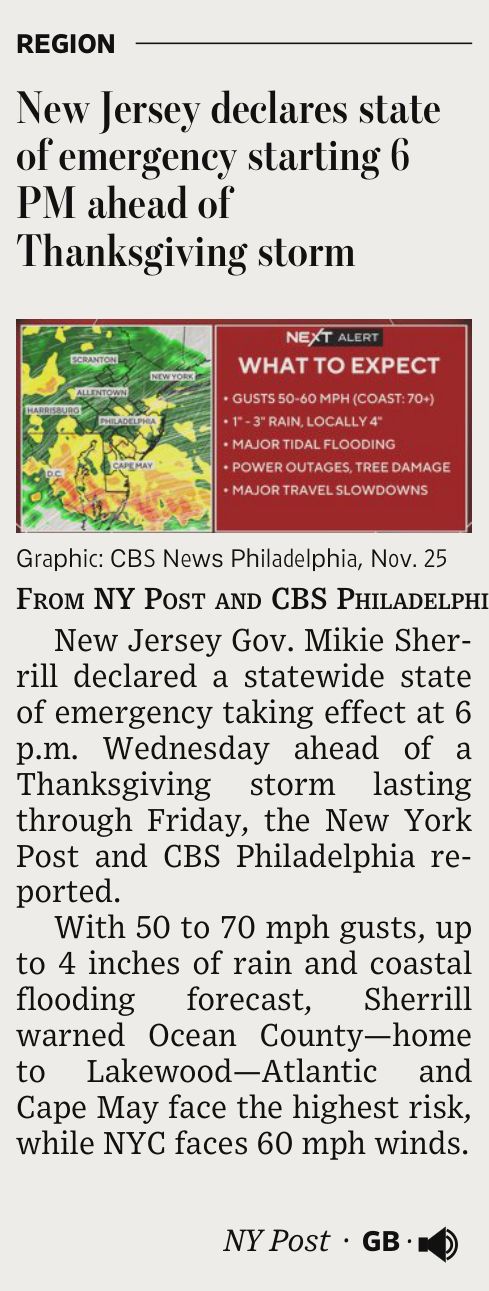 REGION
New Jersey declares state
of emergency starting 6
PM ahead of
Thanksgiving storm
NEXT ALERT
WHAT TO EXPECT
• GUSTS 50-60 MPH (COAST: 70+)
• 1" - 3" RAIN, LOCALLY 4"
• MAJOR TIDAL FLOODING
• POWER OUTAGES, TREE DAMAGE
• MAJOR TRAVEL SLOWDOWNS
SCRANTON
NEW YORK
ALLENTOWN
HARRISBURG
PHILADELPHIA
D.C.
CAPE MAY
Graphic: CBS News Philadelphia, Nov. 25
FROM NY POST AND CBS PHILADELPHI
New Jersey Gov. Mikie Sher-
rill declared a statewide state
of emergency taking effect at 6
p.m. Wednesday ahead of a
Thanksgiving storm lasting
through Friday, the New York
Post and CBS Philadelphia re-
ported.
With 50 to 70 mph gusts, up
to 4 inches of rain and coastal
flooding forecast, Sherrill
warned Ocean County—home
to Lakewood—Atlantic and
Cape May face the highest risk,
while NYC faces 60 mph winds.
NY Post · GB ·